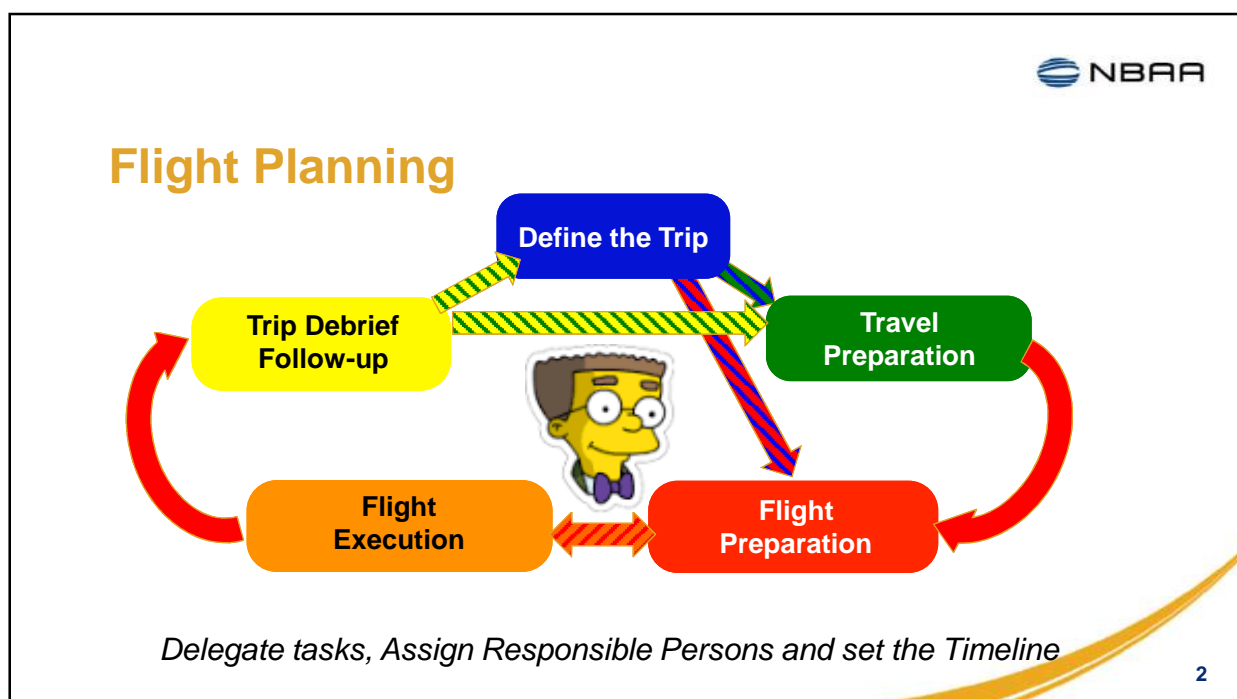 NBAA
Flight Planning
Define the Trip
Trip Debrief
Follow-up
Travel
Preparation
Flight
Execution
Flight
Preparation
Delegate tasks, Assign Responsible Persons and set the Timeline
2